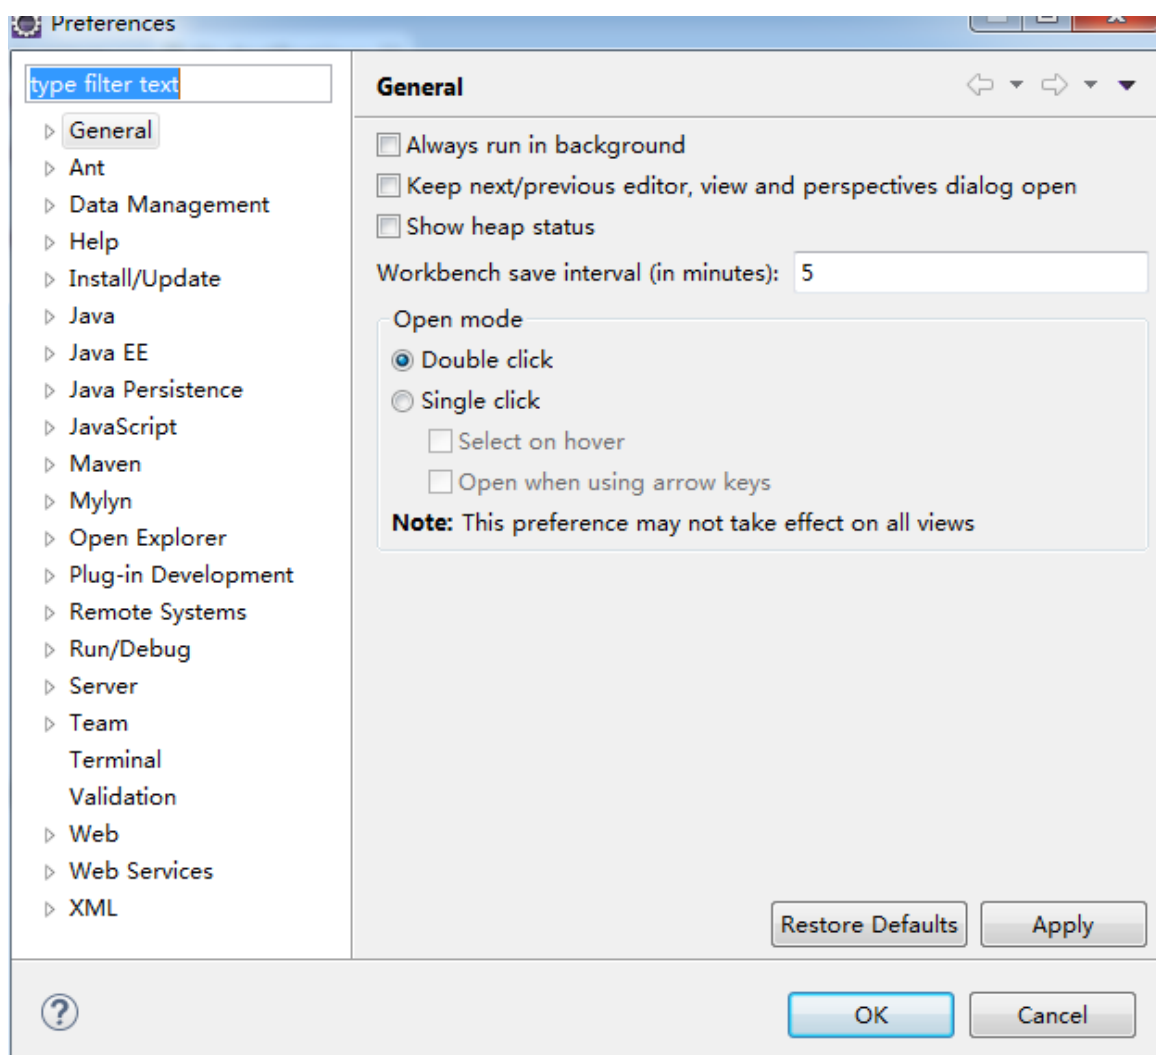 Preferences
type filter text
General
Ant
Data Management
Help
Install/Update
Java
Java EE
Java Persistence
JavaScript
Maven
Mylyn
Open Explorer
Plug-in Development
Remote Systems
Run/Debug
Server
Team
Terminal
Validation
Web
Web Services
XML
General
Always run in background
Keep next/previous editor, view and perspectives dialog open
Show heap status
Workbench save interval (in minutes): 5
Open mode
Double click
Single click
Select on hover
Open when using arrow keys
Note: This preference may not take effect on all views
Restore Defaults Apply
OK Cancel